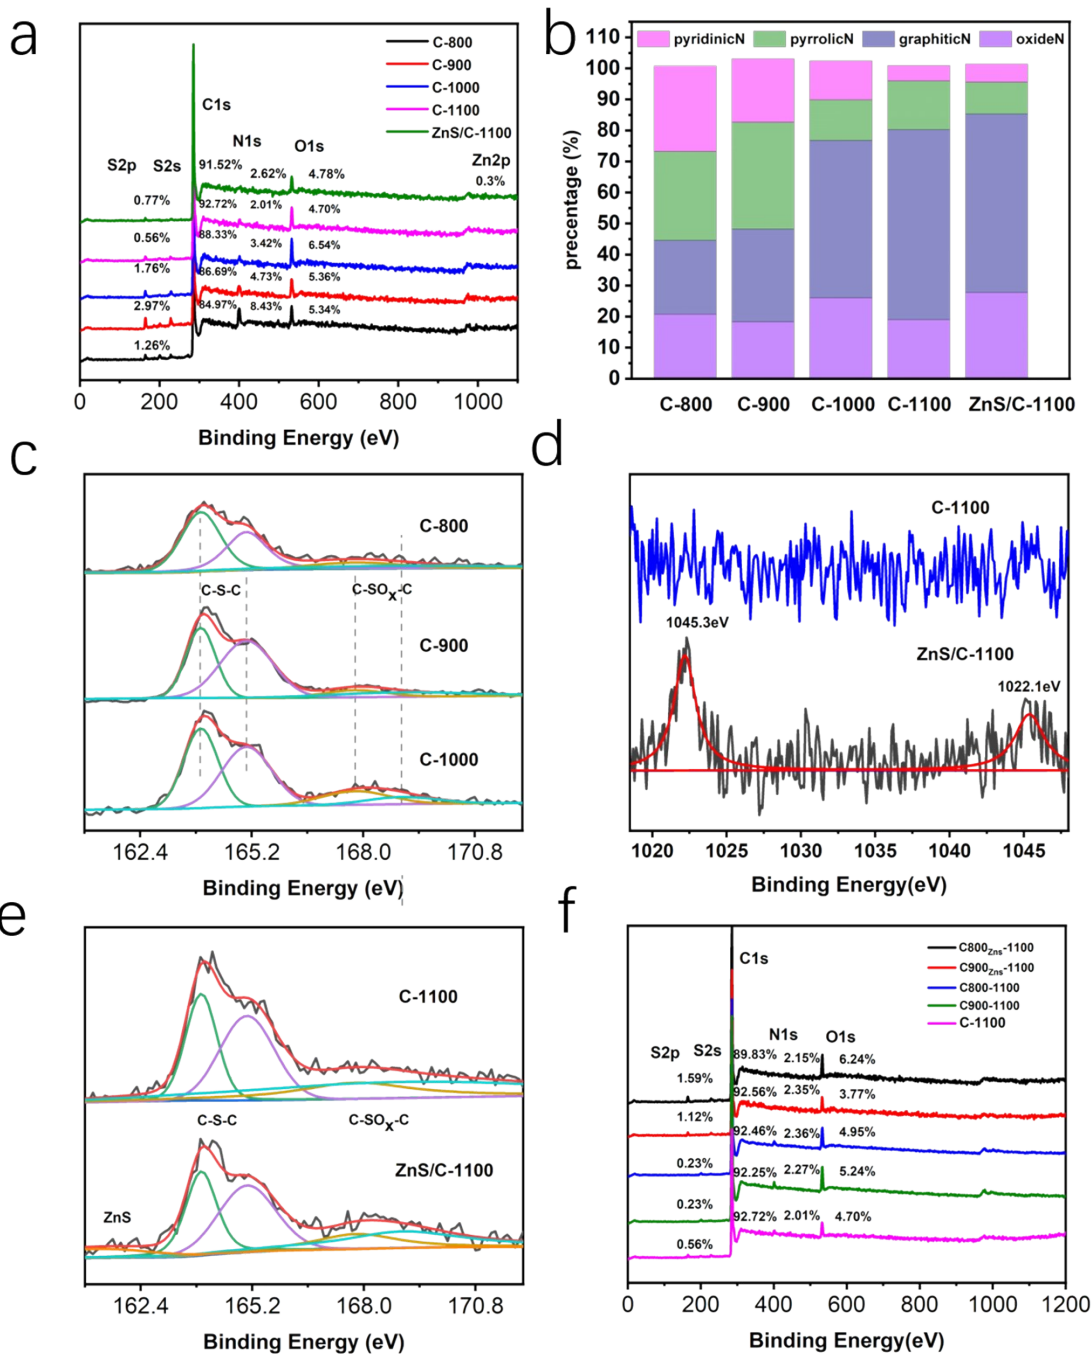 a
C-800
C-900
C-1000
C-1100
ZnS/C-1100
C1s
N1s
O1s
S2p
S2s
Zn2p
91.52%
2.62%
4.78%
0.3%
0.77%
92.72%
2.01%
4.70%
0.56%
88.33%
3.42%
6.54%
1.76%
86.69%
4.73%
5.36%
2.97%
84.97%
8.43%
5.34%
1.26%
0 200 400 600 800 1000
Binding Energy (eV)
b
pyridinicN pyrrolicN graphiticN oxideN
110
100
90
80
70
60
50
40
30
20
10
0
precentage (%)
C-800 C-900 C-1000 C-1100 ZnS/C-1100
c
C-800
C-S-C
C-SOx-C
C-900
C-1000
162.4 165.2 168.0 170.8
Binding Energy (eV)
d
C-1100
1045.3eV
ZnS/C-1100
1022.1eV
1020 1025 1030 1035 1040 1045
Binding Energy(eV)
e
C-1100
C-S-C
C-SOx-C
ZnS/C-1100
ZnS
162.4 165.2 168.0 170.8
Binding Energy (eV)
f
C800Zns-1100
C900Zns-1100
C800-1100
C900-1100
C-1100
C1s
N1s
O1s
S2p
S2s
89.83%
2.15%
6.24%
1.59%
92.56%
2.35%
3.77%
1.12%
92.46%
2.36%
4.95%
0.23%
92.25%
2.27%
5.24%
0.23%
92.72%
2.01%
4.70%
0.56%
0 200 400 600 800 1000 1200
Binding Energy(eV)